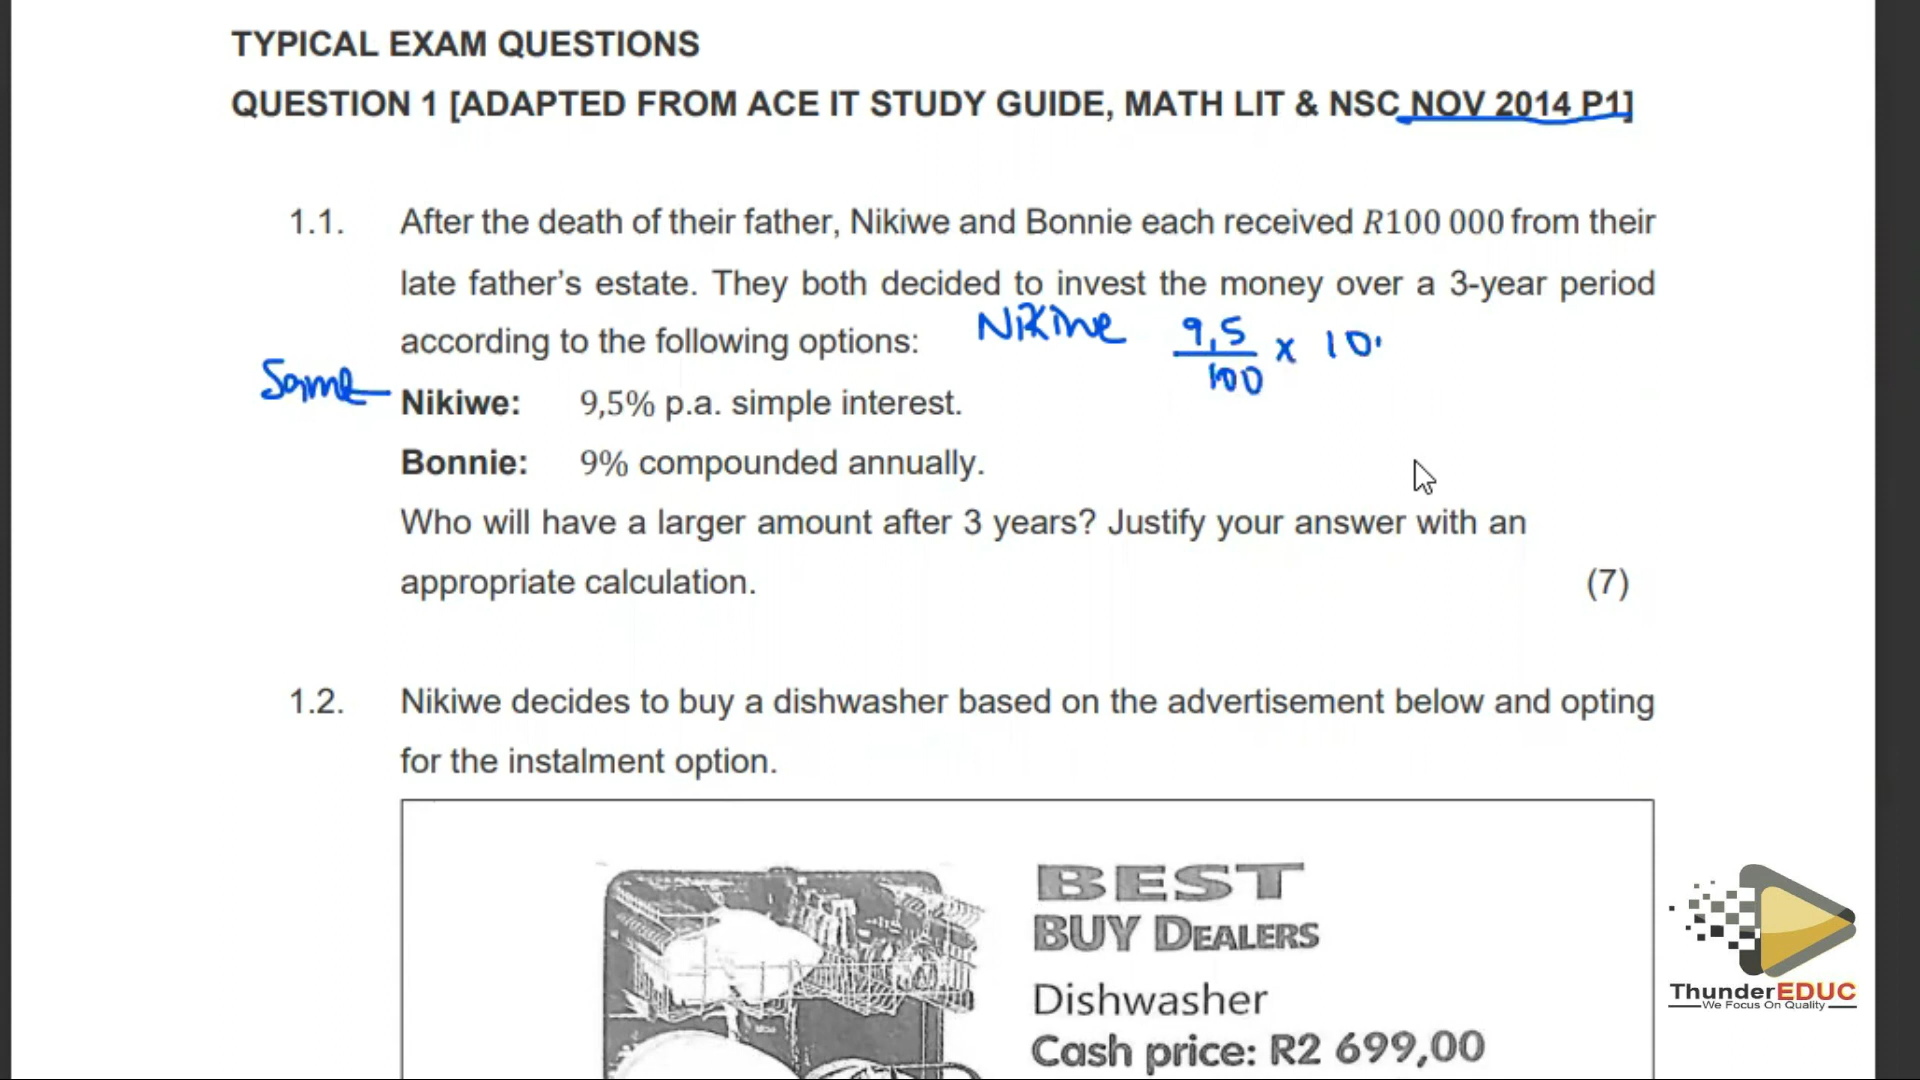 TYPICAL EXAM QUESTIONS
QUESTION 1 [ADAPTED FROM ACE IT STUDY GUIDE, MATH LIT & NSC NOV 2014 P1]
1.1. After the death of their father, Nikiwe and Bonnie each received R100 000 from their
late father’s estate. They both decided to invest the money over a 3-year period
according to the following options:
Nikiwe 9,5/100 x 10
Same
Nikiwe: 9,5% p.a. simple interest.
Bonnie: 9% compounded annually.
Who will have a larger amount after 3 years? Justify your answer with an
appropriate calculation. (7)
1.2. Nikiwe decides to buy a dishwasher based on the advertisement below and opting
for the instalment option.
BEST
BUY DEALERS
Dishwasher
Cash price: R2 699,00
ThunderEDUC
We Focus On Quality